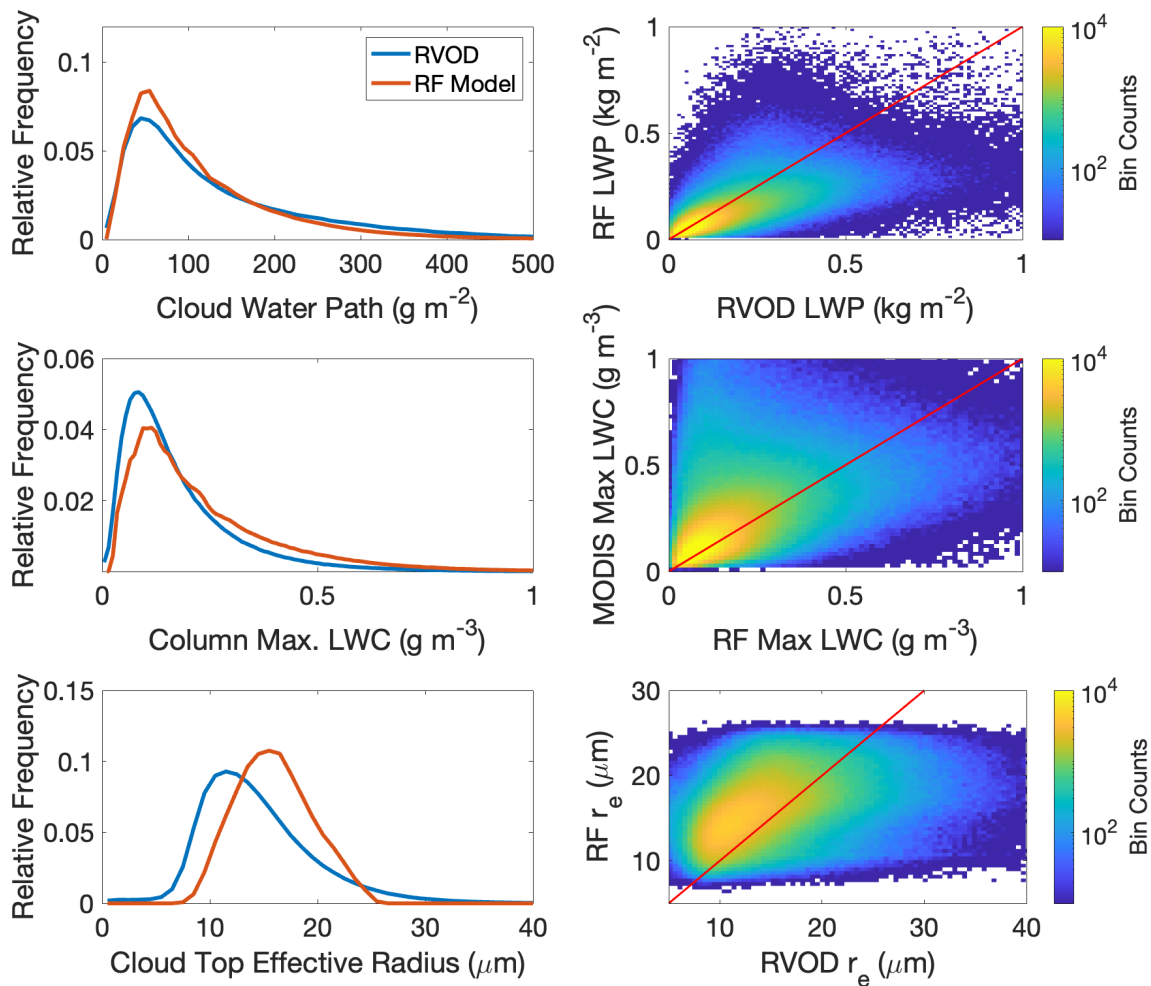 Relative Frequency
0.1
0.05
0
0 100 200 300 400 500
Cloud Water Path (g m⁻²)
RVOD
RF Model
RF LWP (kg m⁻²)
1
0.5
0
0 0.5 1
RVOD LWP (kg m⁻²)
10⁴
10²
Bin Counts
Relative Frequency
0.06
0.04
0.02
0
0.5 1
Column Max. LWC (g m⁻³)
MODIS Max LWC (g m⁻³)
1
0.5
0
0 0.5 1
RF Max LWC (g m⁻³)
10⁴
10²
Bin Counts
Relative Frequency
0.15
0.1
0.05
0
0 10 20 30 40
Cloud Top Effective Radius (μm)
RF rₑ (μm)
30
20
10
10 20 30 40
RVOD rₑ (μm)
10⁴
10²
Bin Counts